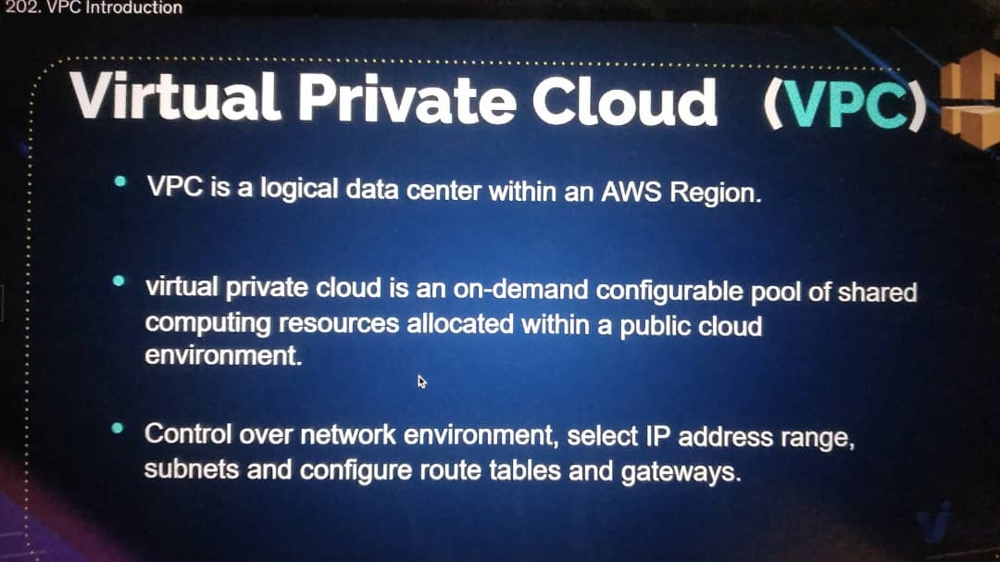 202. VPC Introduction
Virtual Private Cloud (VPC)
• VPC is a logical data center within an AWS Region.
• virtual private cloud is an on-demand configurable pool of shared
computing resources allocated within a public cloud
environment.
• Control over network environment, select IP address range,
subnets and configure route tables and gateways.